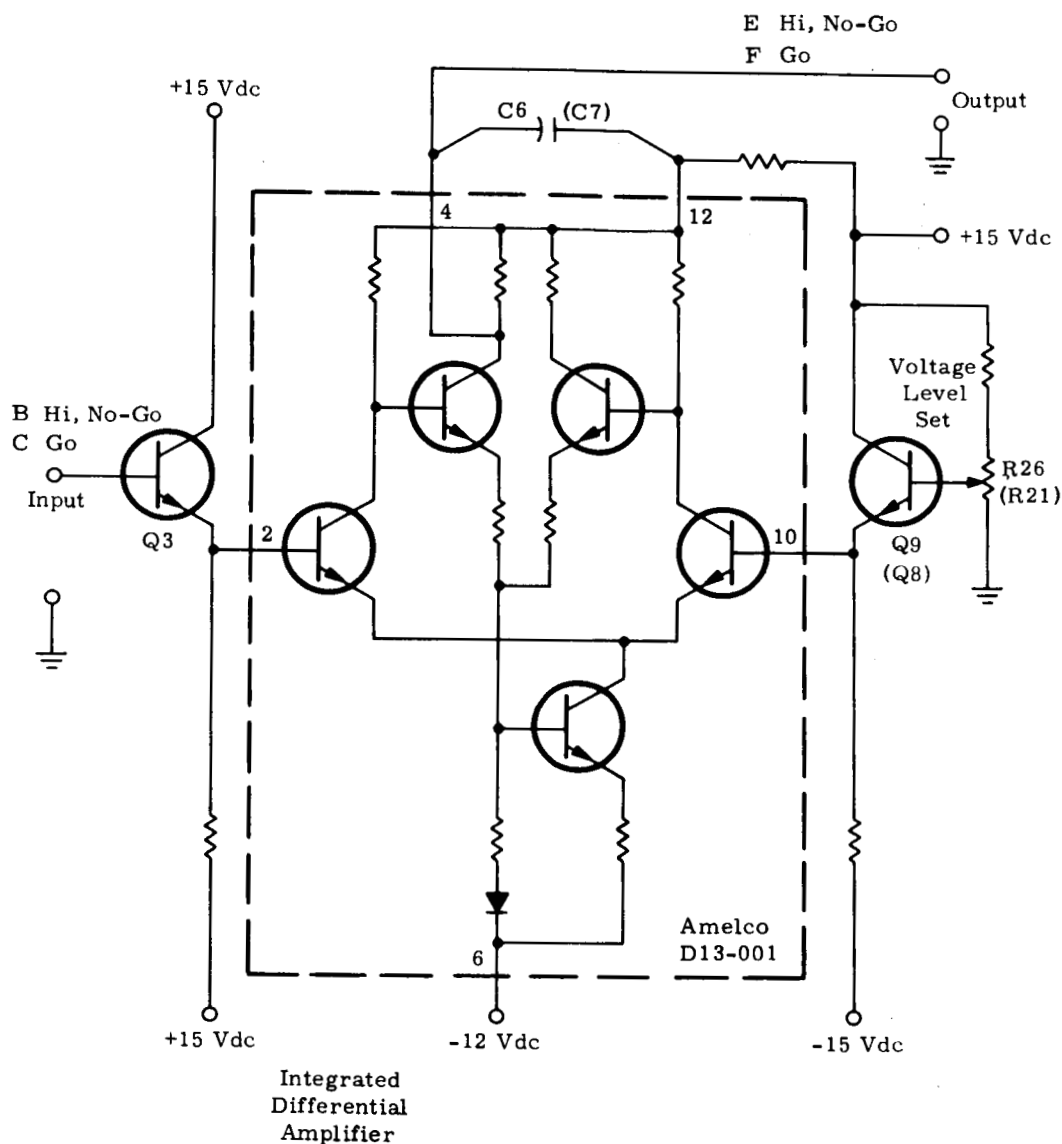 E Hi, No-Go
F Go
+15 Vdc
C6 (C7)
Output
4
12
+15 Vdc
Voltage
Level
Set
B Hi, No-Go
C Go
Input
R26
(R21)
Q3
2
10
Q9
(Q8)
Amelco
D13-001
6
+15 Vdc
-12 Vdc
-15 Vdc
Integrated
Differential
Amplifier